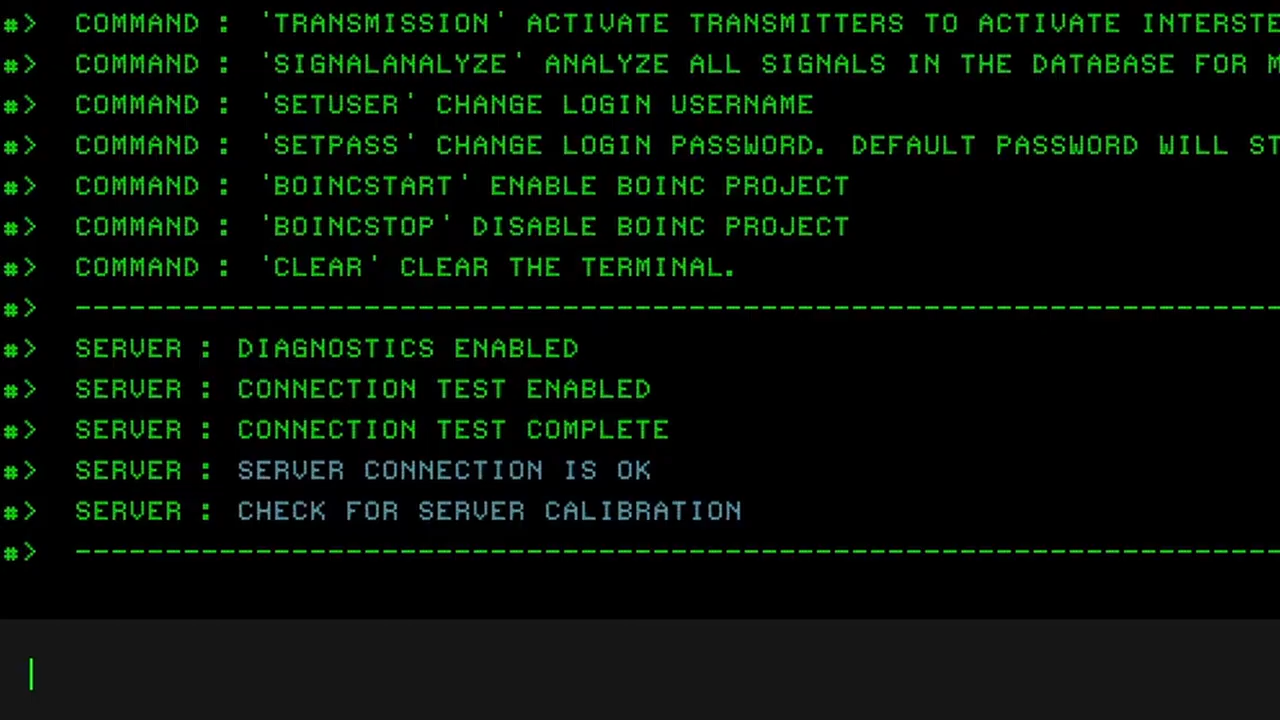 #> COMMAND : 'TRANSMISSION' ACTIVATE TRANSMITTERS TO ACTIVATE
#> COMMAND : 'SIGNALANALYZE' ANALYZE ALL SIGNALS IN THE DATABASE FOR
#> COMMAND : 'SETUSER' CHANGE LOGIN USERNAME
#> COMMAND : 'SETPASS' CHANGE LOGIN PASSWORD. DEFAULT PASSWORD WILL
#> COMMAND : 'BOINCSTART' ENABLE BOINC PROJECT
#> COMMAND : 'BOINCSTOP' DISABLE BOINC PROJECT
#> COMMAND : 'CLEAR' CLEAR THE TERMINAL.
#> -------------------------------------------------------------------
#> SERVER : DIAGNOSTICS ENABLED
#> SERVER : CONNECTION TEST ENABLED
#> SERVER : CONNECTION TEST COMPLETE
#> SERVER : SERVER CONNECTION IS OK
#> SERVER : CHECK FOR SERVER CALIBRATION
#> -------------------------------------------------------------------